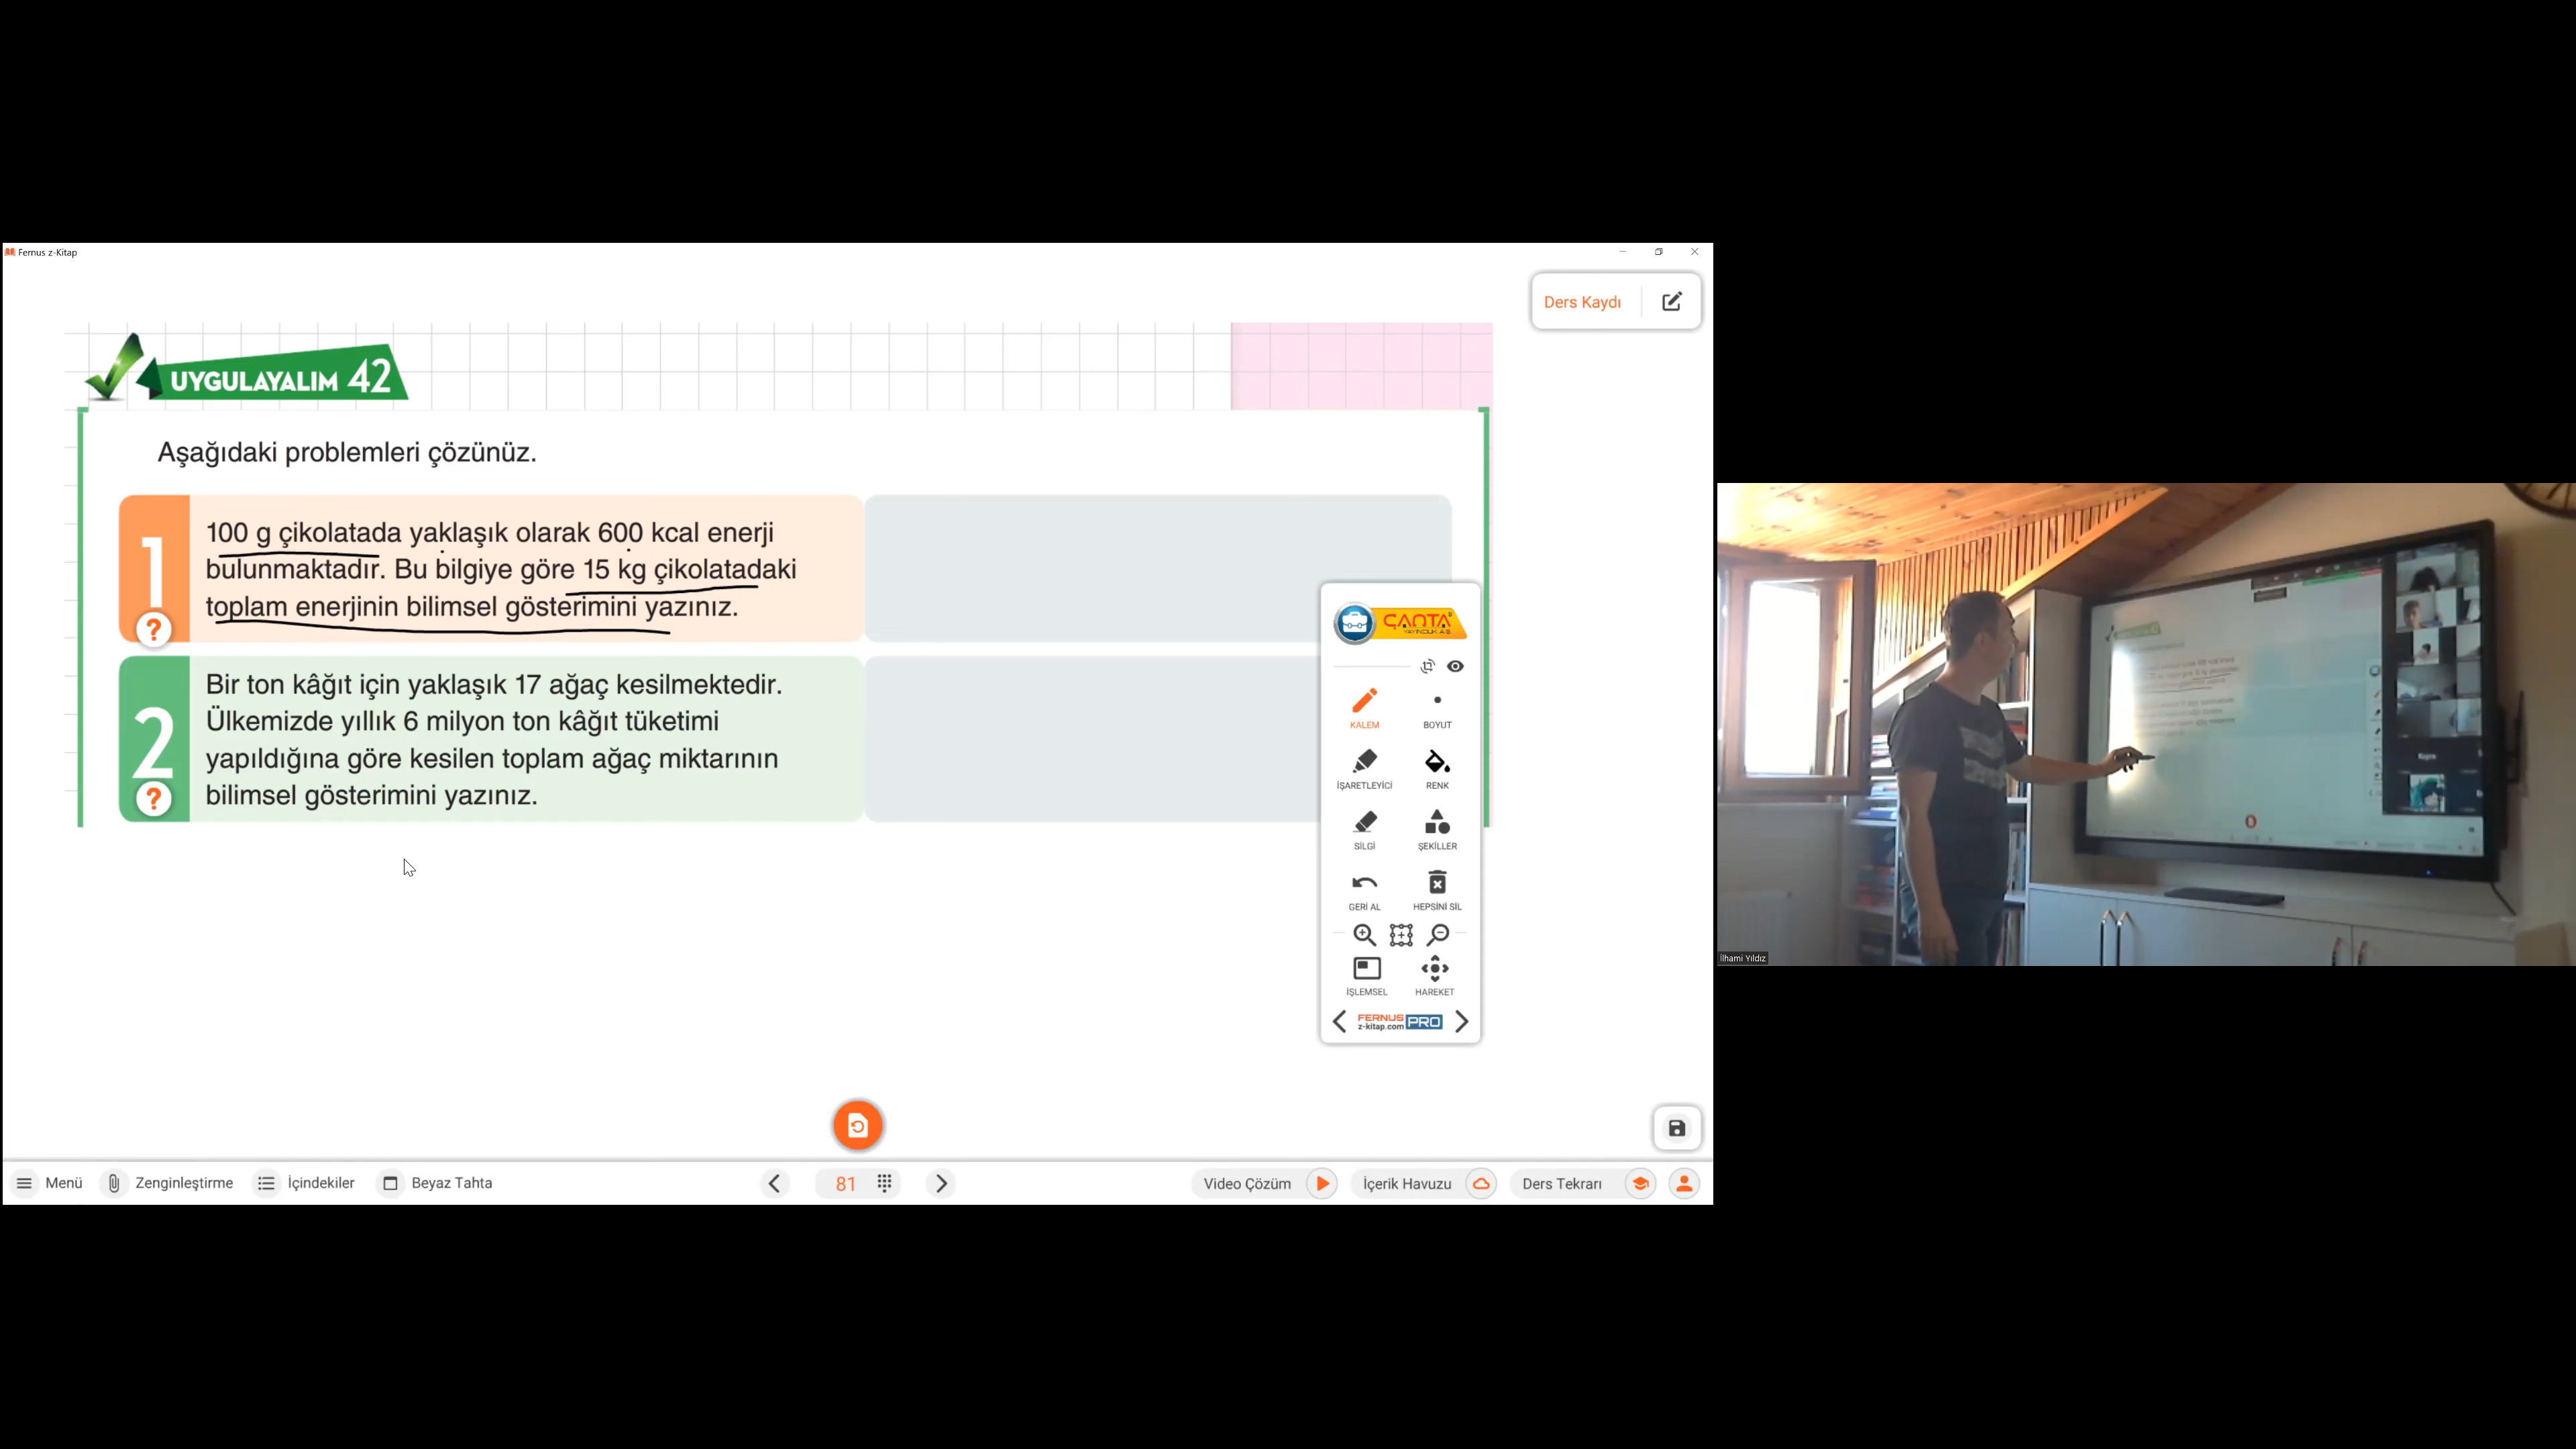 Fernus z-Kitap
Ders Kaydı
UYGULAYALIM 42
Aşağıdaki problemleri çözünüz.
1
100 g çikolatada yaklaşık olarak 600 kcal enerji
bulunmaktadır. Bu bilgiye göre 15 kg çikolatadaki
toplam enerjinin bilimsel gösterimini yazınız.
?
2
Bir ton kâğıt için yaklaşık 17 ağaç kesilmektedir.
Ülkemizde yıllık 6 milyon ton kâğıt tüketimi
yapıldığına göre kesilen toplam ağaç miktarının
bilimsel gösterimini yazınız.
?
ÇANTA
YAYINCILIK A.Ş.
KALEM
BOYUT
İŞARETLEYİCİ
RENK
SİLGİ
ŞEKİLLER
GERİ AL
HEPSİNİ SİL
İŞLEMSEL
HAREKET
FERNUS
z-kitap.com
PRO
Menü
Zenginleştirme
İçindekiler
Beyaz Tahta
81
Video Çözüm
İçerik Havuzu
Ders Tekrarı
İlhami Yıldız